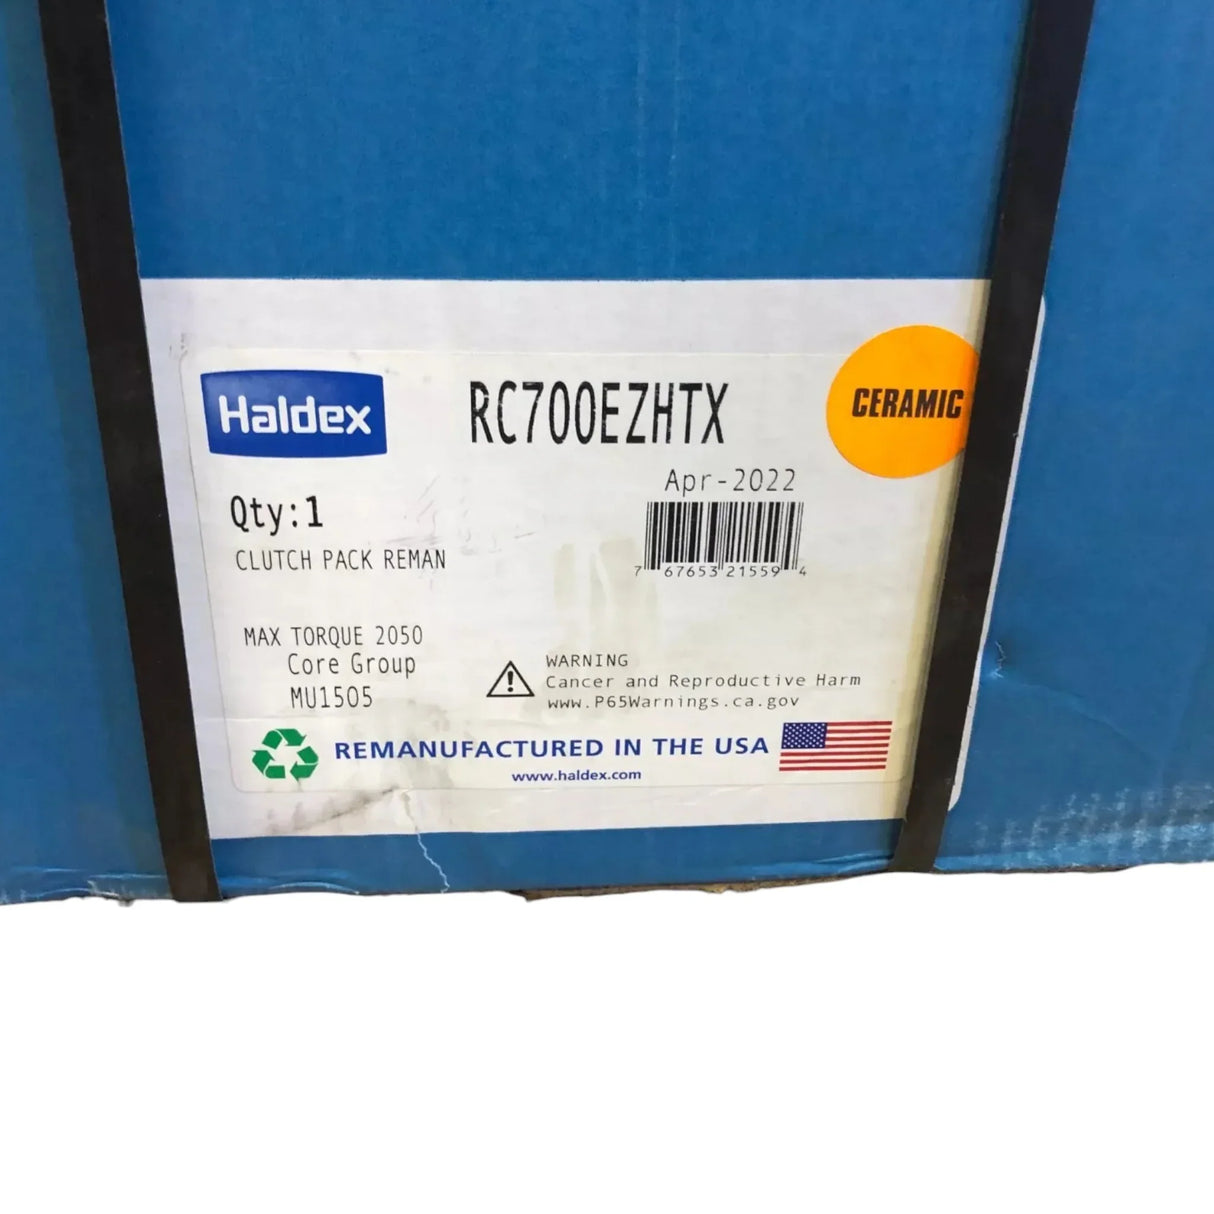 Haldex
RC700EZHTX
CERAMIC
Apr-2022
Qty:1
7 67653 21559 4
CLUTCH PACK REMAN
MAX TORQUE 2050
Core Group
MU1505
WARNING
Cancer and Reproductive Harm
www.P65Warnings.ca.gov
REMANUFACTURED IN THE USA
www.haldex.com